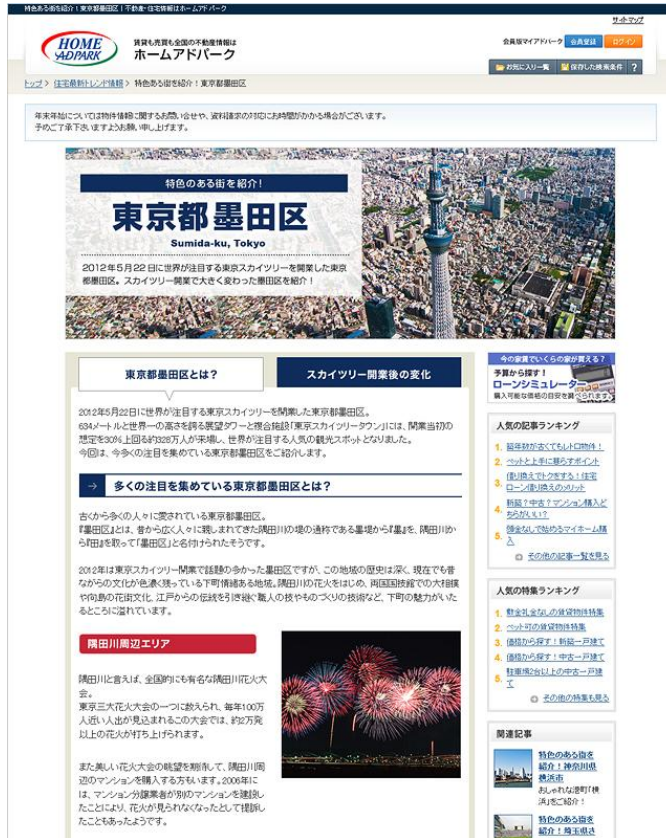 特色ある街を紹介！東京都墨田区｜不動産・住宅情報はホームアドパーク
サイトマップ
HOME
ADPARK
賃貸も売買も全国の不動産情報は
ホームアドパーク
会員版マイアドパーク
会員登録
ログイン
お気に入り一覧
保存した検索条件
?
トップ > 住宅最新トレンド情報 > 特色ある街を紹介！東京都墨田区
年末年始については物件情報に関するお問い合せや、資料請求の対応にお時間がかかる場合がございます。
予めご了承下さいますようお願い申し上げます。
特色のある街を紹介！
東京都墨田区
Sumida-ku, Tokyo
2012年5月22日に世界が注目する東京スカイツリーを開業した東京
都墨田区。スカイツリー開業で大きく変わった墨田区を紹介！
東京都墨田区とは？
スカイツリー開業後の変化
2012年5月22日に世界が注目する東京スカイツリーを開業した東京都墨田区。
634メートルと世界一の高さを誇る展望タワーと複合施設「東京スカイツリータウン」には、開業当初の
想定を30%上回る約328万人が来場し、世界が注目する人気の観光スポットとなりました。
今回は、今多くの注目を集めている東京都墨田区をご紹介します。
→ 多くの注目を集めている東京都墨田区とは？
古くから多くの人々に愛されている東京都墨田区。
『墨田区』とは、昔から広く人々に親しまれてきた隅田川の堤の通称である墨堤から『墨』を、隅田川か
ら『田』を取って「墨田区」と名付けられたそうです。
2012年は東京スカイツリー開業で話題の多かった墨田区ですが、この地域の歴史は深く、現在でも昔
ながらの文化が色濃く残っている下町情緒ある地域。隅田川の花火をはじめ、両国国技館での大相撲
や向島の花街文化、江戸からの伝統を引き継ぐ職人の技やものづくりの技術など、下町の魅力がいた
るところに溢れています。
隅田川周辺エリア
隅田川と言えば、全国的にも有名な隅田川花火大
会。
東京三大花火大会の一つに数えられ、毎年100万
人近い人出が見込まれるこの大会では、約2万発
以上の花火が打ち上げられます。
また美しい花火大会の眺望を期待して、隅田川周
辺のマンションを購入する方もいます。2006年に
は、マンション分譲業者が別のマンションを建設し
たことにより、花火が見られなくなったとして提訴し
たこともあったようです。
今の家賃でいくらの家が買える？
予算から探す！
ローンシミュレーター
購入可能な価格の目安を調べられます。
人気の記事ランキング
1. 築年数が古くてもレトロ物件！
2. ペットと上手に暮らすポイント
3. 借り換えでトクをする！住宅
ローン借り換えのメリット
4. 新築？中古？マンション購入ど
ちらがいい？
5. 頭金なしで始めるマイホーム購
入
その他の記事一覧を見る
人気の特集ランキング
1. 敷金礼金なしの賃貸物件特集
2. ペット可の賃貸物件特集
3. 価格から探す！新築一戸建て
4. 価格から探す！中古一戸建て
5. 駐車場2台以上の中古一戸建
て
その他の特集も見る
関連記事
特色のある街を
紹介！神奈川県
横浜市
おしゃれな港町「横
浜」をご紹介！
特色のある街を
紹介！埼玉県さ